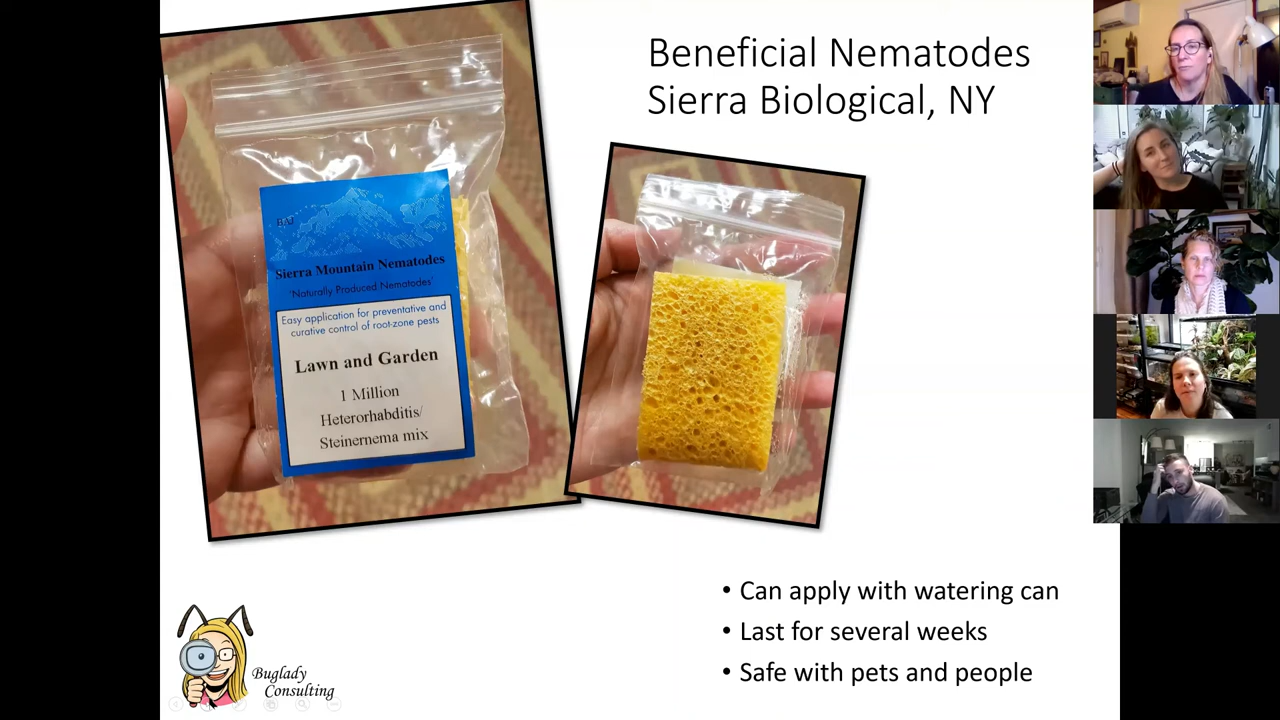 Beneficial Nematodes
Sierra Biological, NY
BAJ
Sierra Mountain Nematodes
'Naturally Produced Nematodes'
Easy application for preventative and
curative control of root-zone pests
Lawn and Garden
1 Million
Heterorhabditis/
Steinernema mix
• Can apply with watering can
• Last for several weeks
• Safe with pets and people
Buglady
Consulting